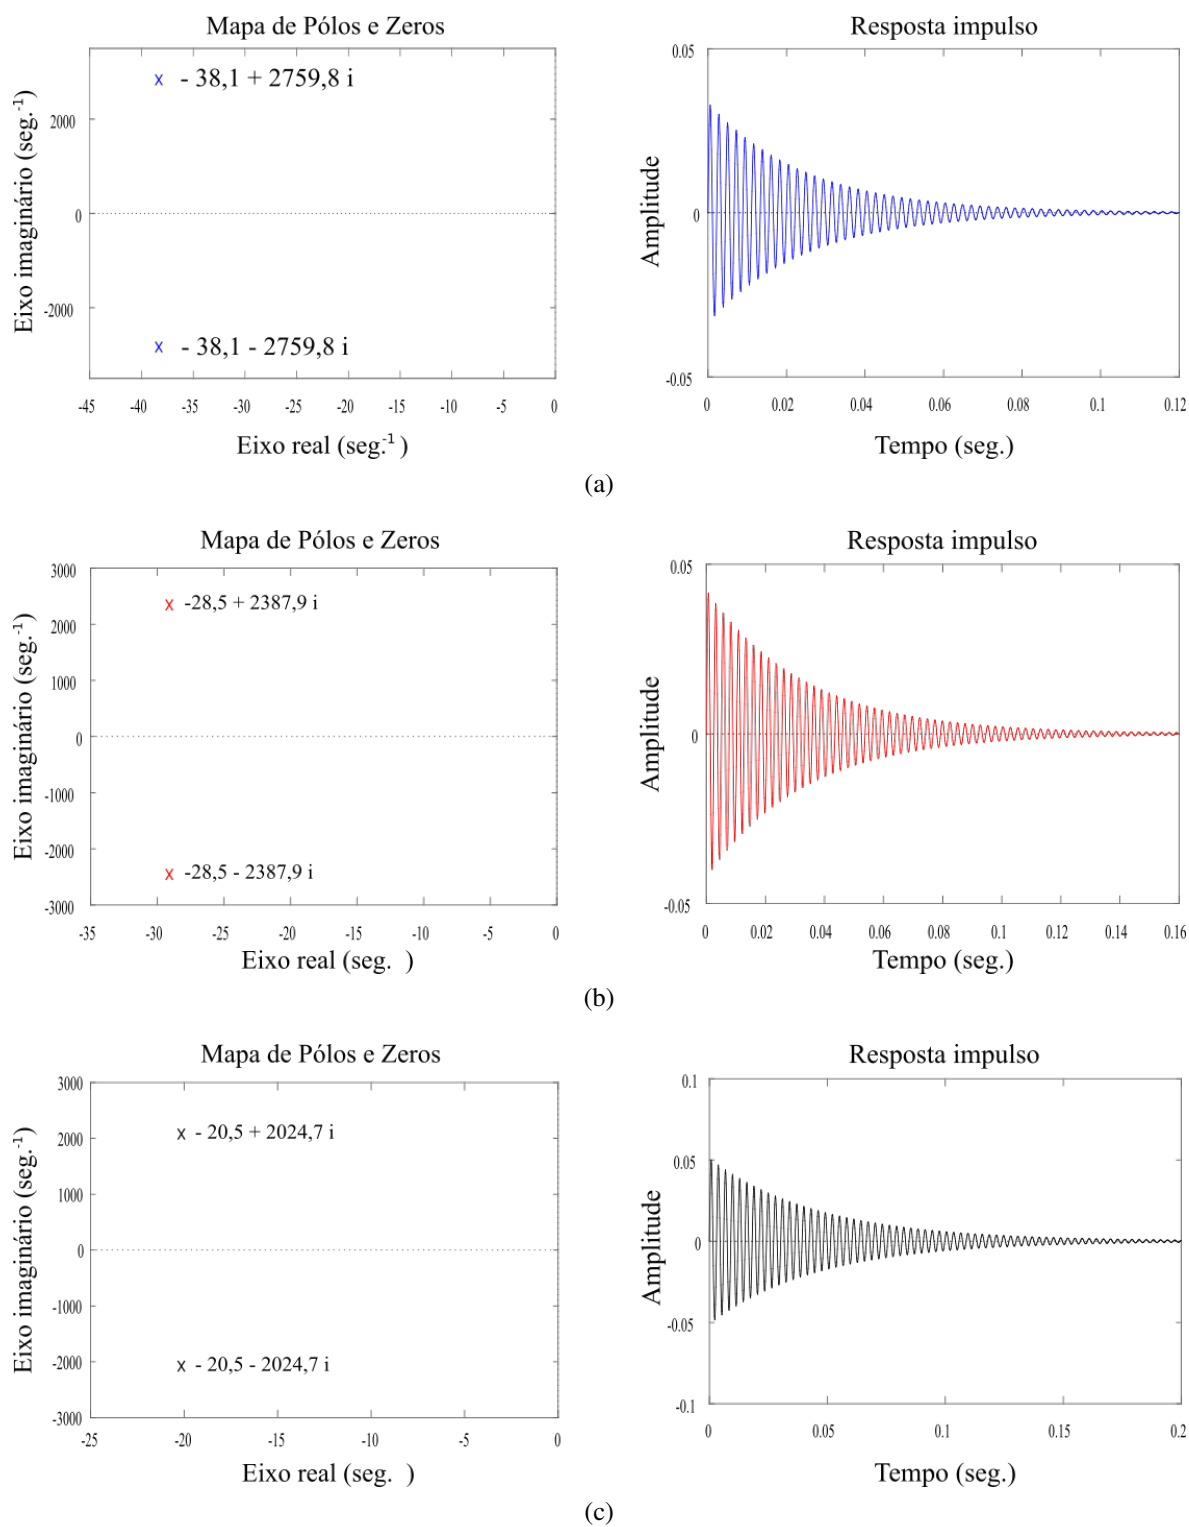 Mapa de Pólos e Zeros
Eixo imaginário (seg.⁻¹)
2000
0
-2000
- 38,1 + 2759,8 i
- 38,1 - 2759,8 i
-45 -40 -35 -30 -25 -20 -15 -10 -5 0
Eixo real (seg.⁻¹ )
Resposta impulso
Amplitude
0.05
0
-0.05
0 0.02 0.04 0.06 0.08 0.1 0.12
Tempo (seg.)
(a)
Mapa de Pólos e Zeros
Eixo imaginário (seg.⁻¹)
3000
2000
1000
0
-1000
-2000
-3000
-28,5 + 2387,9 i
-28,5 - 2387,9 i
-35 -30 -25 -20 -15 -10 -5 0
Eixo real (seg. )
Resposta impulso
Amplitude
0.05
0
-0.05
0 0.02 0.04 0.06 0.08 0.1 0.12 0.14 0.16
Tempo (seg.)
(b)
Mapa de Pólos e Zeros
Eixo imaginário (seg.⁻¹)
3000
2000
1000
0
-1000
-2000
-3000
- 20,5 + 2024,7 i
- 20,5 - 2024,7 i
-25 -20 -15 -10 -5 0
Eixo real (seg. )
Resposta impulso
Amplitude
0.1
0.05
0
-0.05
-0.1
0 0.05 0.1 0.15 0.2
Tempo (seg.)
(c)